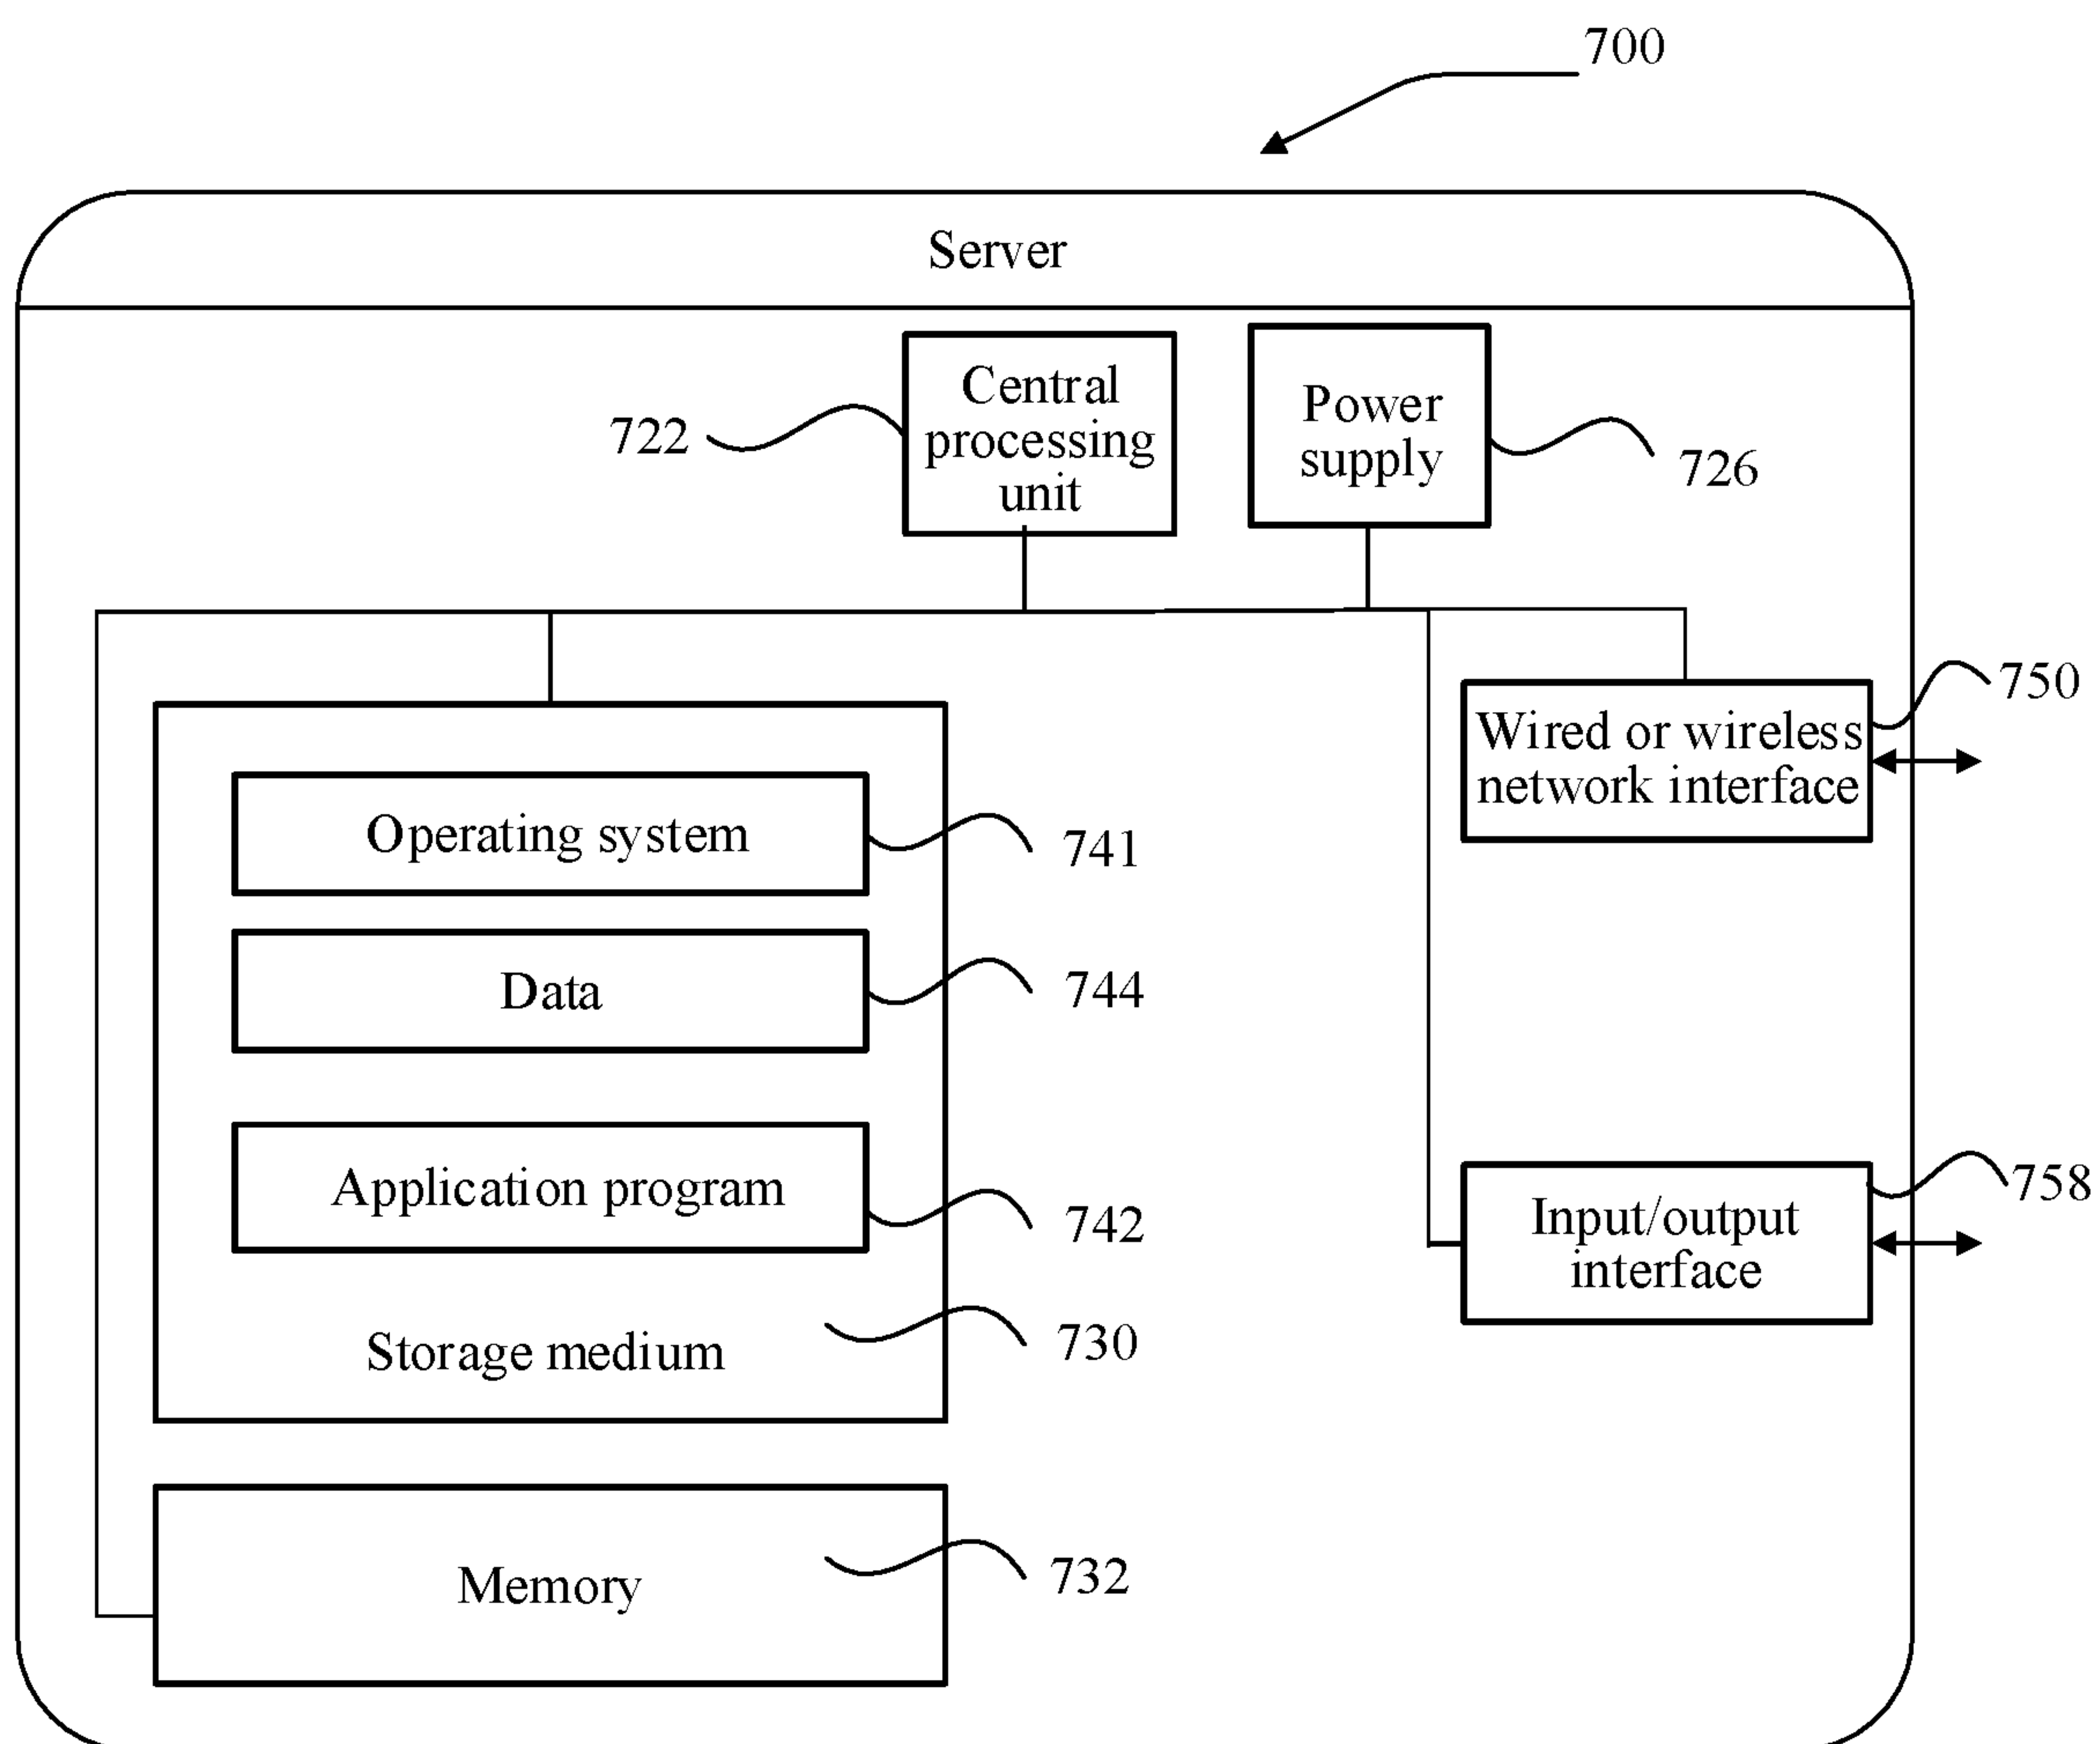 700
Server
Central
processing
unit
722
Power
supply
726
Wired or wireless
network interface
750
Operating system
741
Data
744
Application program
742
Storage medium
730
Input/output
interface
758
Memory
732